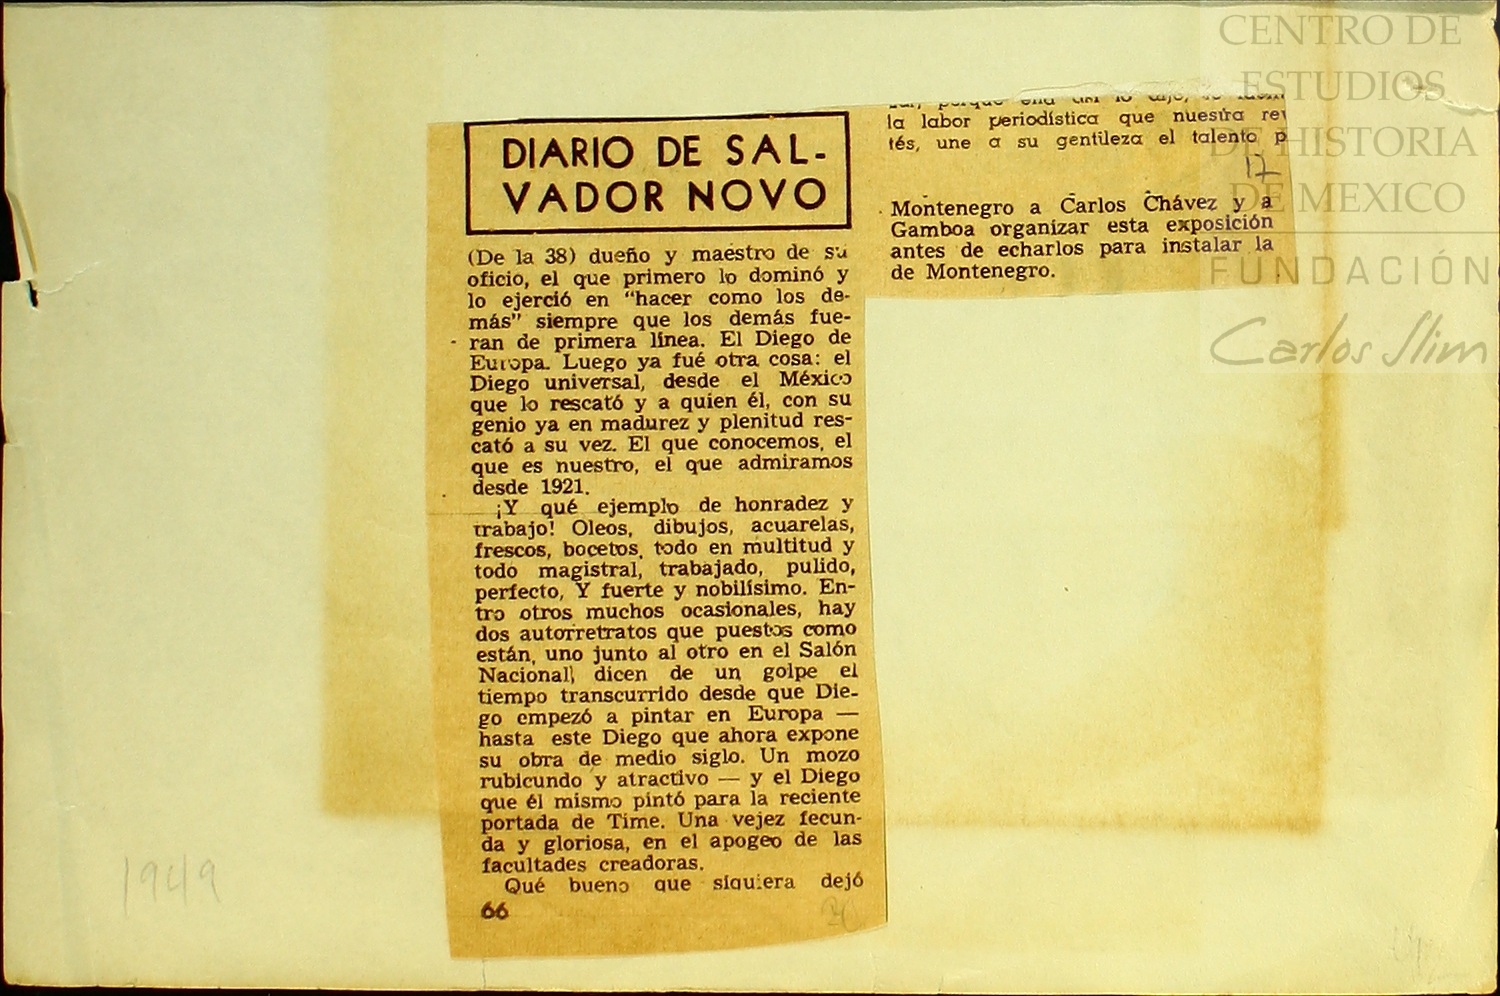 DIARIO DE SAL-
VADOR NOVO
(De la 38) dueño y maestro de su
oficio, el que primero lo dominó y
lo ejerció en "hacer como los de-
más" siempre que los demás fue-
ran de primera línea. El Diego de
Europa. Luego ya fué otra cosa: el
Diego universal, desde el México
que lo rescató y a quien él, con su
genio ya en madurez y plenitud res-
cató a su vez. El que conocemos, el
que es nuestro, el que admiramos
desde 1921.
¡Y qué ejemplo de honradez y
trabajo! Oleos, dibujos, acuarelas,
frescos, bocetos, todo en multitud y
todo magistral, trabajado, pulido,
perfecto, Y fuerte y nobilísimo. En-
tro otros muchos ocasionales, hay
dos autorretratos que puestos como
están, uno junto al otro en el Salón
Nacional, dicen de un golpe el
tiempo transcurrido desde que Die-
go empezó a pintar en Europa —
hasta este Diego que ahora expone
su obra de medio siglo. Un mozo
rubicundo y atractivo — y el Diego
que él mismo pintó para la reciente
portada de Time. Una vejez fecun-
da y gloriosa, en el apogeo de las
facultades creadoras.
Qué bueno que siquiera dejó
66
20
la labor periodística que nuestra
tés, une a su gentileza el talento
17
Montenegro a Carlos Chávez y a
Gamboa organizar esta exposición
antes de echarlos para instalar la
de Montenegro.
1949
CENTRO DE
ESTUDIOS
DE HISTORIA
DE MEXICO
FUNDACIÓN
Carlos Slim